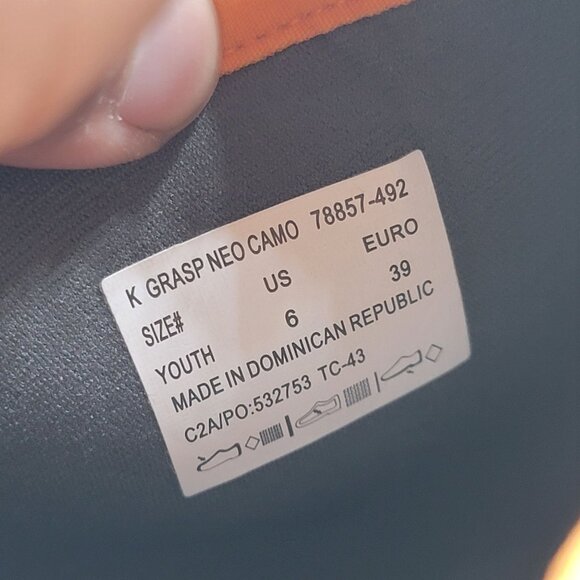 K GRASP NEO CAMO 78857-492
SIZE# US EURO
YOUTH 6 39
MADE IN DOMINICAN REPUBLIC
C2A/PO:532753 TC-43